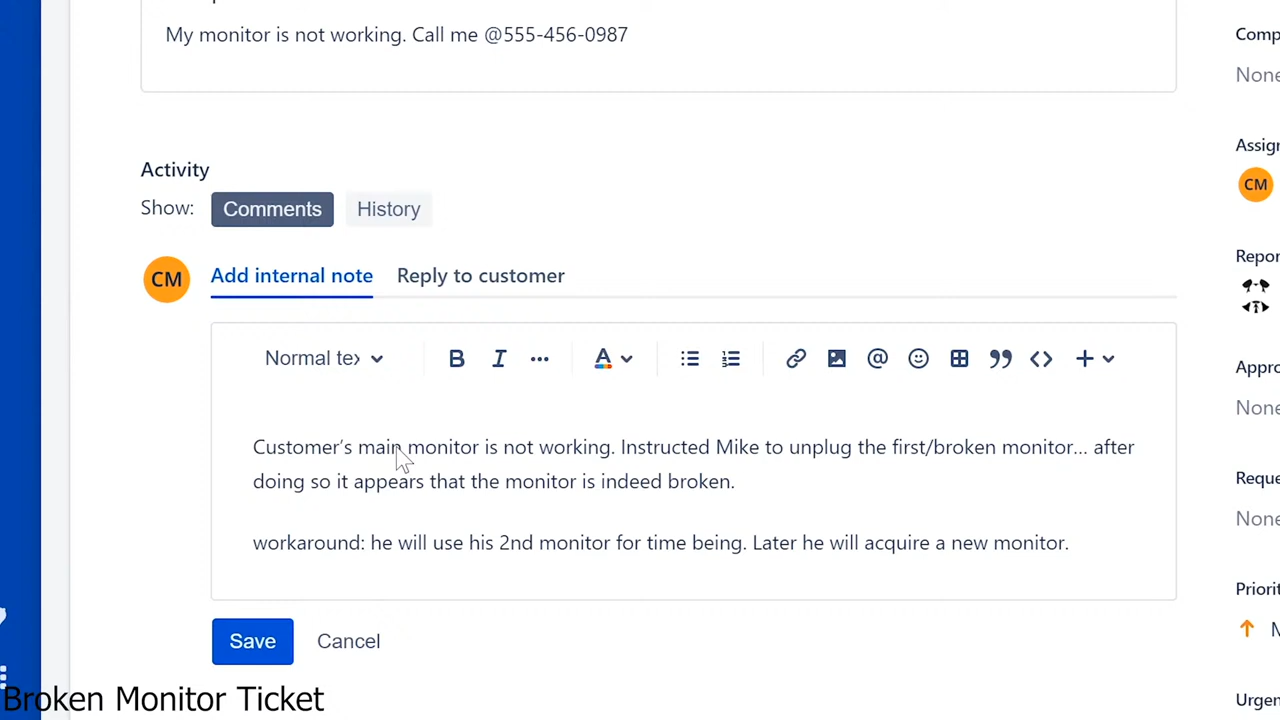 My monitor is not working. Call me @555-456-0987
Activity
Show: Comments History
CM Add internal note Reply to customer
Normal tex
Customer's main monitor is not working. Instructed Mike to unplug the first/broken monitor... after
doing so it appears that the monitor is indeed broken.
workaround: he will use his 2nd monitor for time being. Later he will acquire a new monitor.
Save Cancel
Broken Monitor Ticket
Comp
None
Assign
CM
Repor
Appro
None
Reque
None
Priorit
M
Urgen